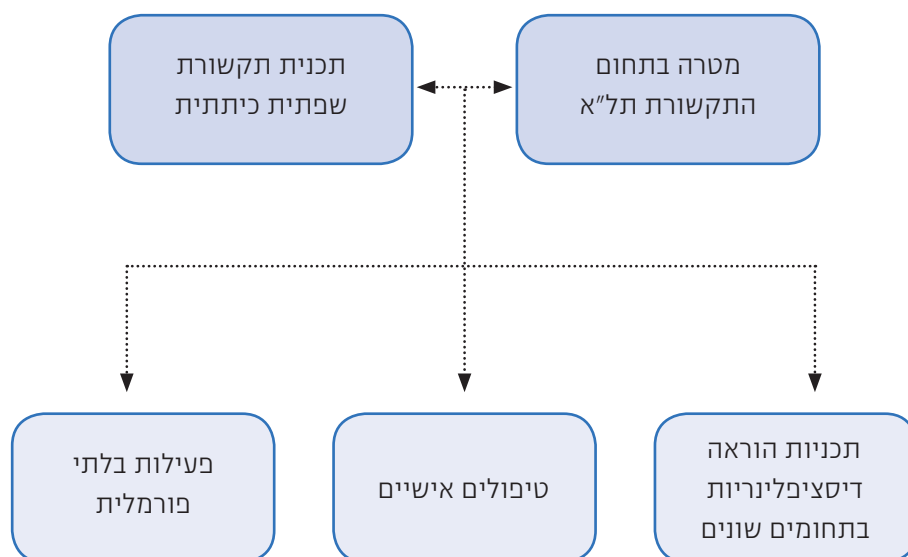 מטרה בתחום
התקשורת תל"א
תכנית תקשורת
שפתית כיתתית
תכניות הוראה
דיסציפלינריות
בתחומים שונים
טיפולים אישיים
פעילות בלתי
פורמלית